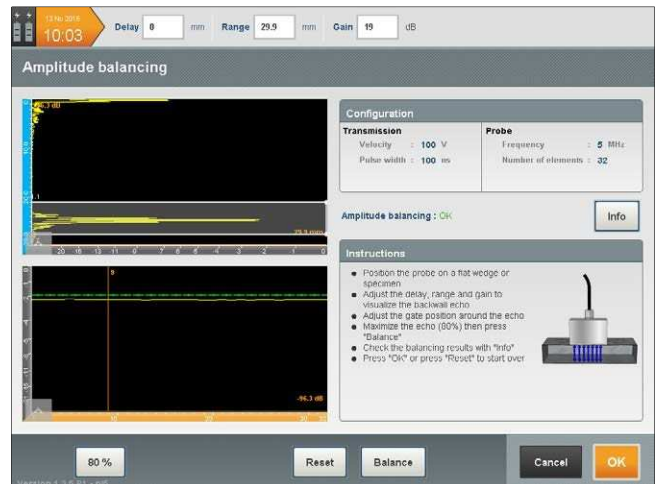 10:03
Delay 0 mm Range 29.9 mm Gain 19 dB
Amplitude balancing
Configuration
Transmission
Velocity : 100 V
Pulse width : 100 ns
Probe
Frequency : 5 MHz
Number of elements : 32
29.9 mm
Amplitude balancing : OK
Info
Instructions
Position the probe on a flat wedge or
specimen
Adjust the delay, range and gain to
visualize the backwall echo
Adjust the gate position around the echo
Maximize the echo (80%) then press
"Balance"
Check the balancing results with "Info"
Press "OK" or press "Reset" to start over
9
-96.3 dB
80 %
Reset
Balance
Cancel
OK